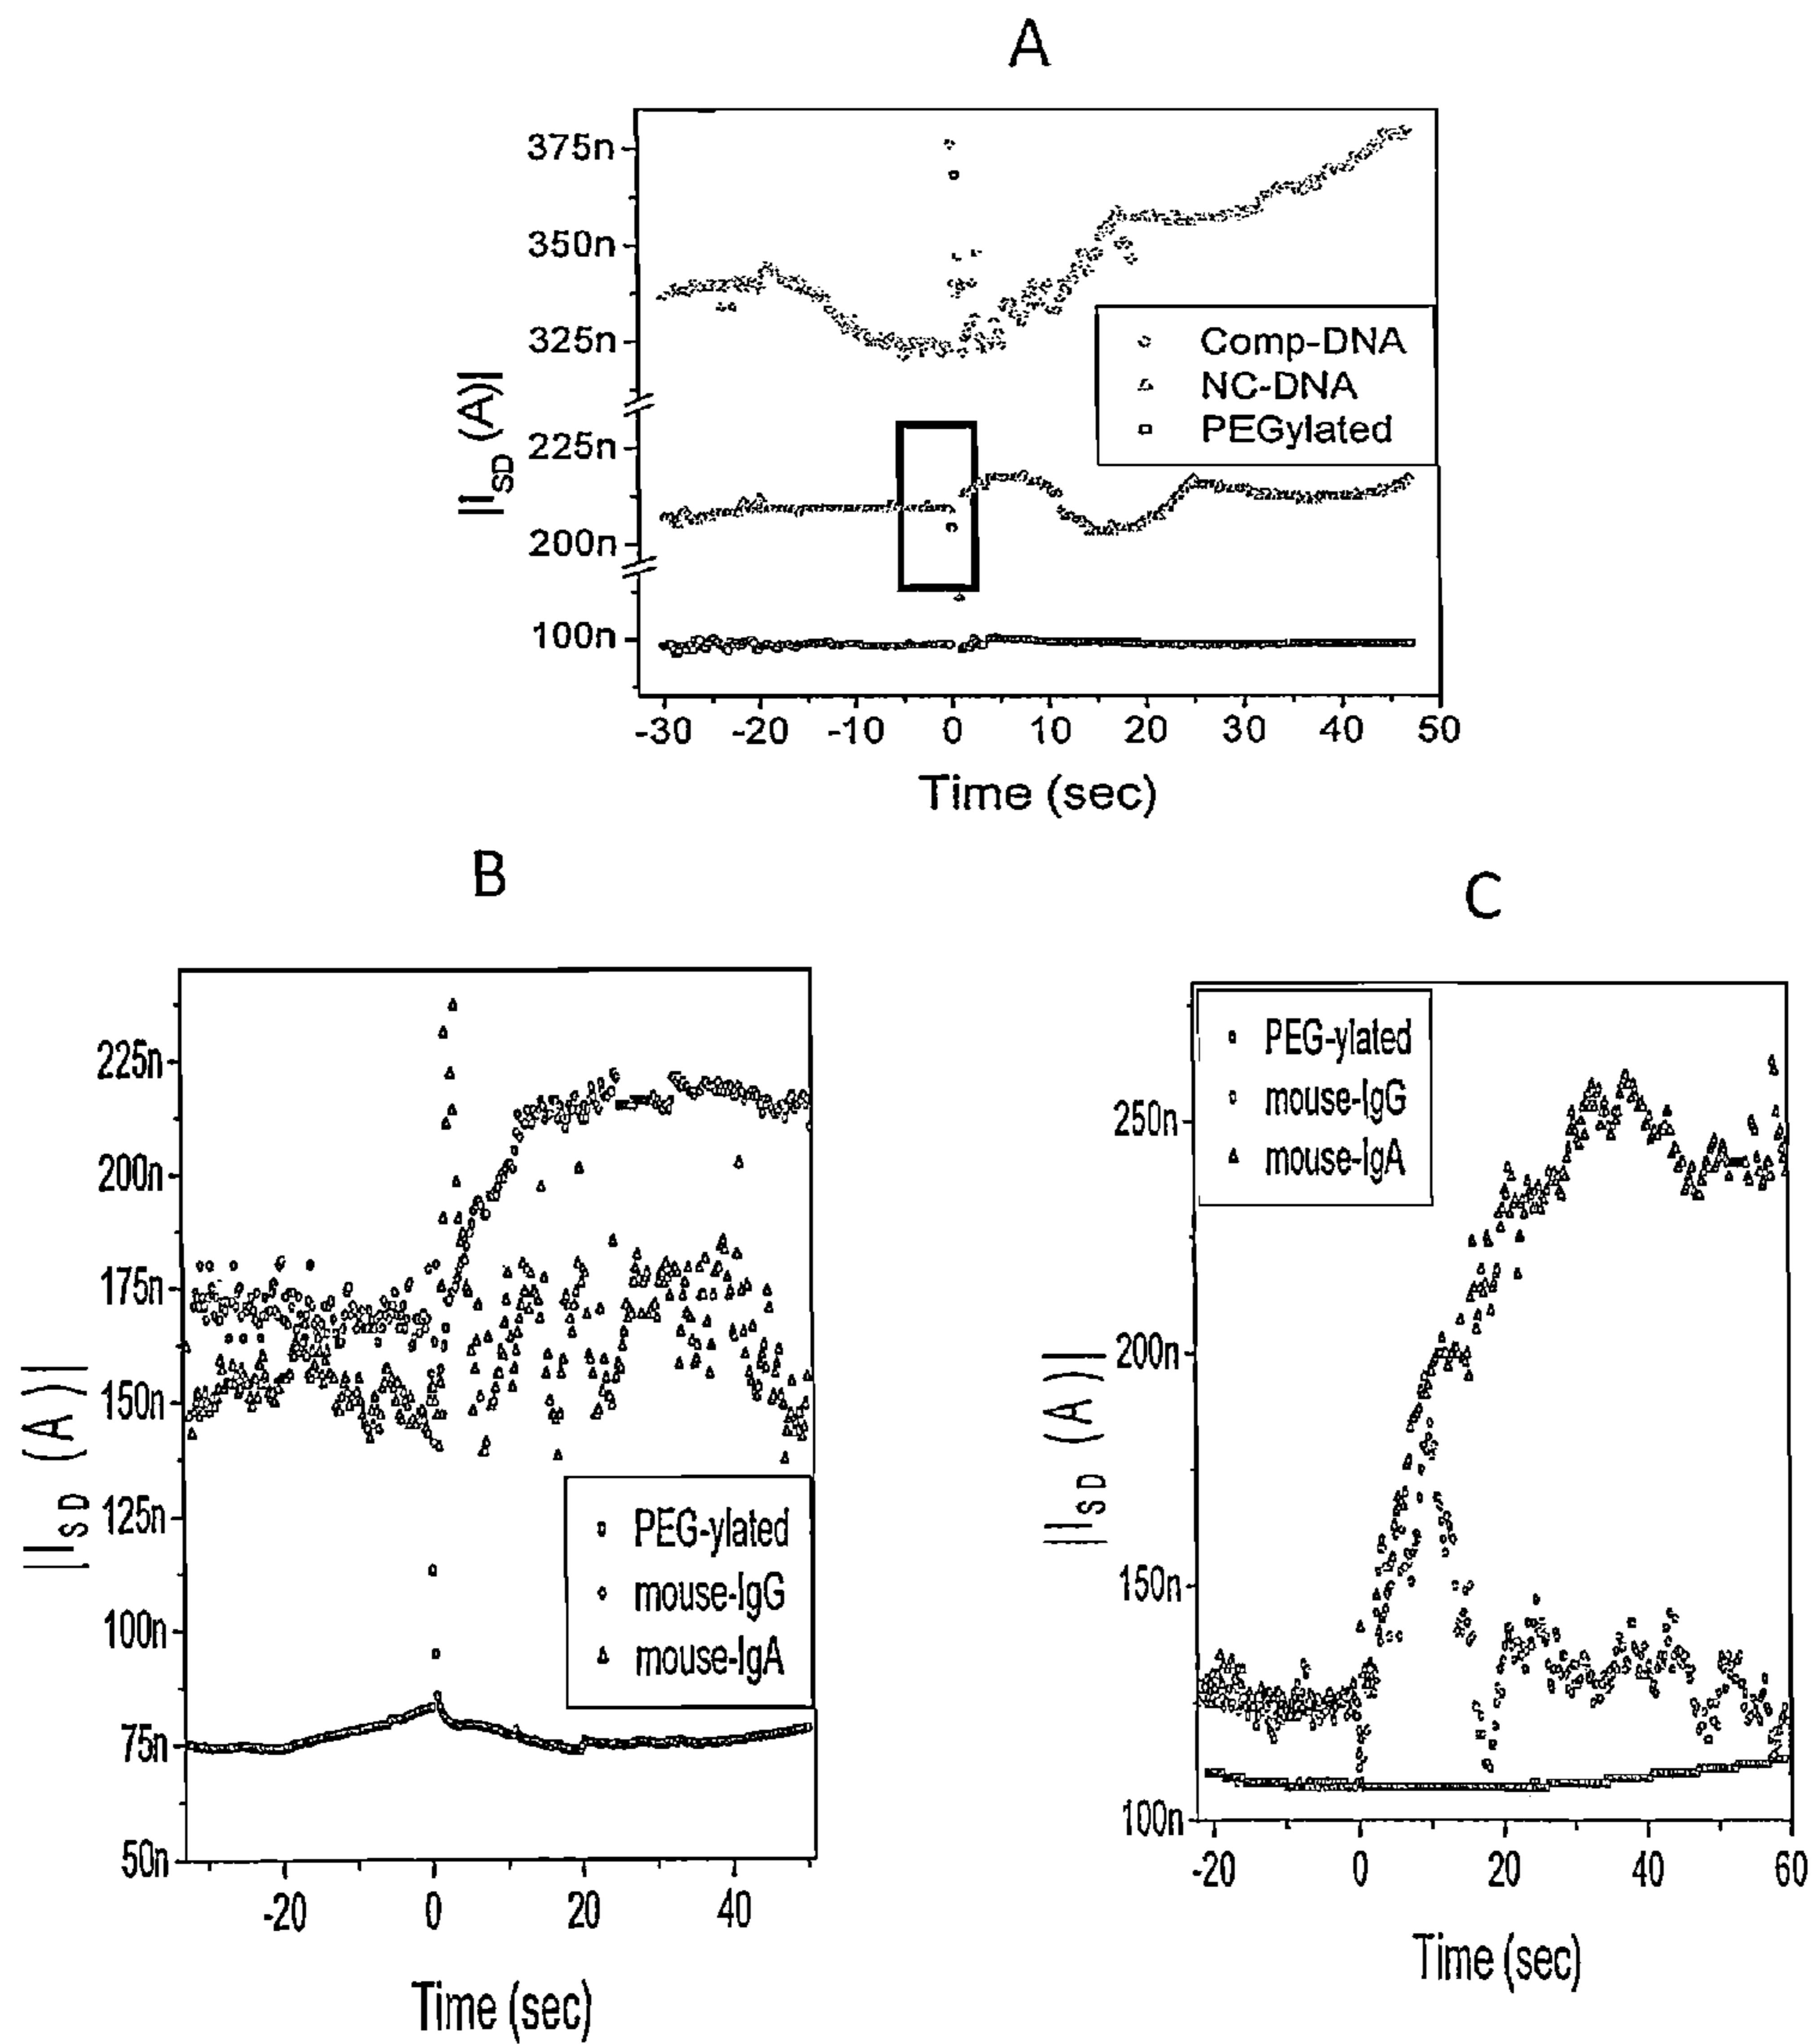 A
375n
350n
325n
225n
200n
100n
|I_SD (A)|
Comp-DNA
NC-DNA
PEGylated
-30 -20 -10 0 10 20 30 40 50
Time (sec)
B
225n
200n
175n
150n
125n
100n
75n
50n
|I_SD (A)|
PEG-ylated
mouse-IgG
mouse-IgA
-20 0 20 40
Time (sec)
C
PEG-ylated
mouse-IgG
mouse-IgA
250n
200n
150n
100n
|I_SD (A)|
-20 0 20 40 60
Time (sec)